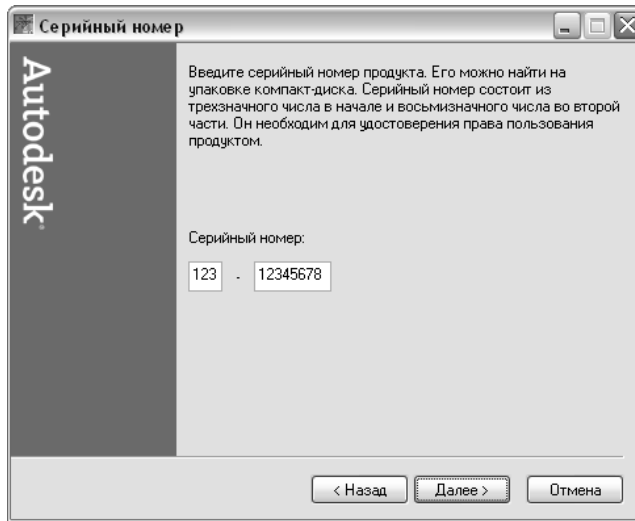 Серийный номер
Autodesk
Введите серийный номер продукта. Его можно найти на
упаковке компакт-диска. Серийный номер состоит из
трехзначного числа в начале и восьмизначного числа во второй
части. Он необходим для удостоверения права пользования
продуктом.
Серийный номер:
123 - 12345678
< Назад Далее > Отмена